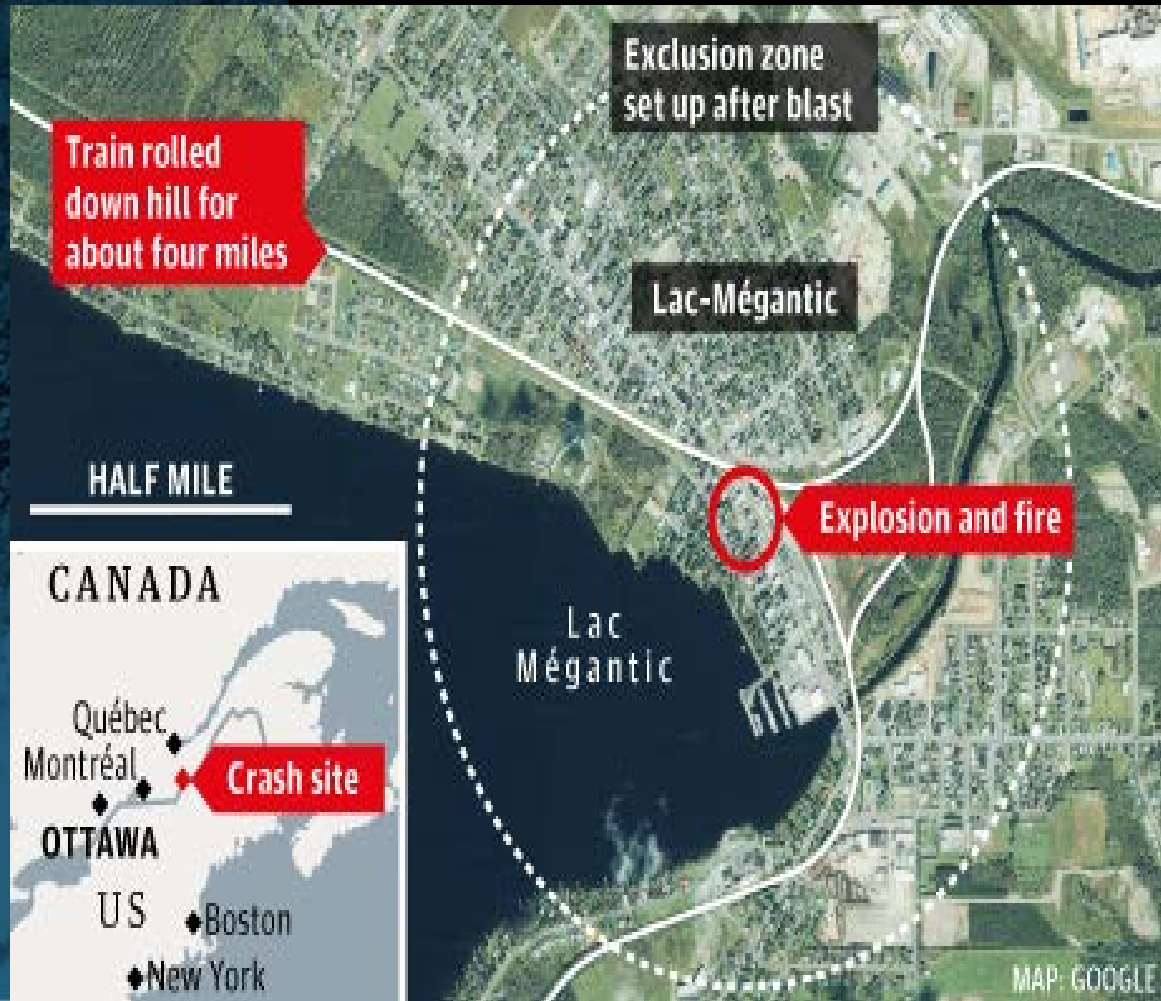 Exclusion zone
set up after blast
Train rolled
down hill for
about four miles
Lac-Mégantic
HALF MILE
Explosion and fire
Lac
Mégantic
CANADA
Québec
Montréal
Crash site
OTTAWA
US
Boston
New York
MAP: GOOGLE